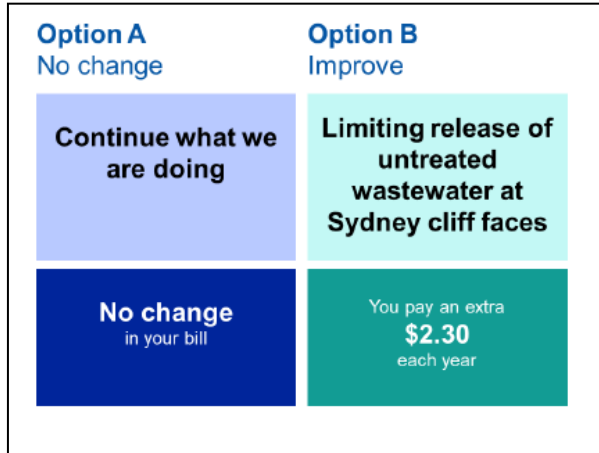 Option A
No change
Continue what we
are doing
No change
in your bill
Option B
Improve
Limiting release of
untreated
wastewater at
Sydney cliff faces
You pay an extra
$2.30
each year